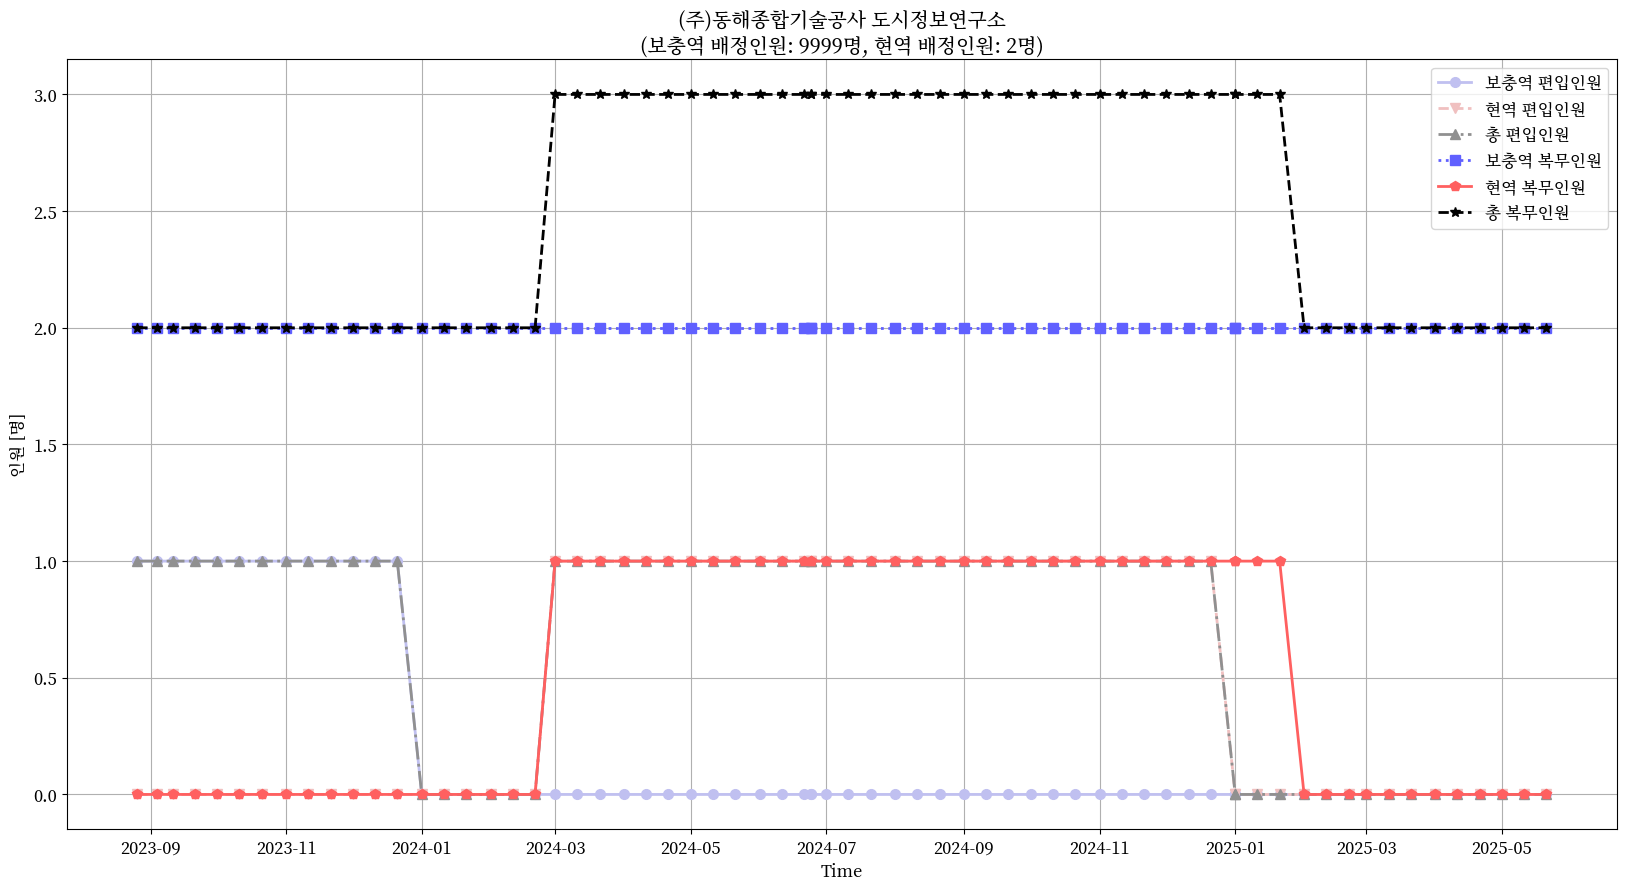 (주)동해종합기술공사 도시정보연구소
(보충역 배정인원: 9999명, 현역 배정인원: 2명)
보충역 편입인원
현역 편입인원
총 편입인원
보충역 복무인원
현역 복무인원
총 복무인원
인원 [명]
3.0
2.5
2.0
1.5
1.0
0.5
0.0
2023-09
2023-11
2024-01
2024-03
2024-05
2024-07
2024-09
2024-11
2025-01
2025-03
2025-05
Time